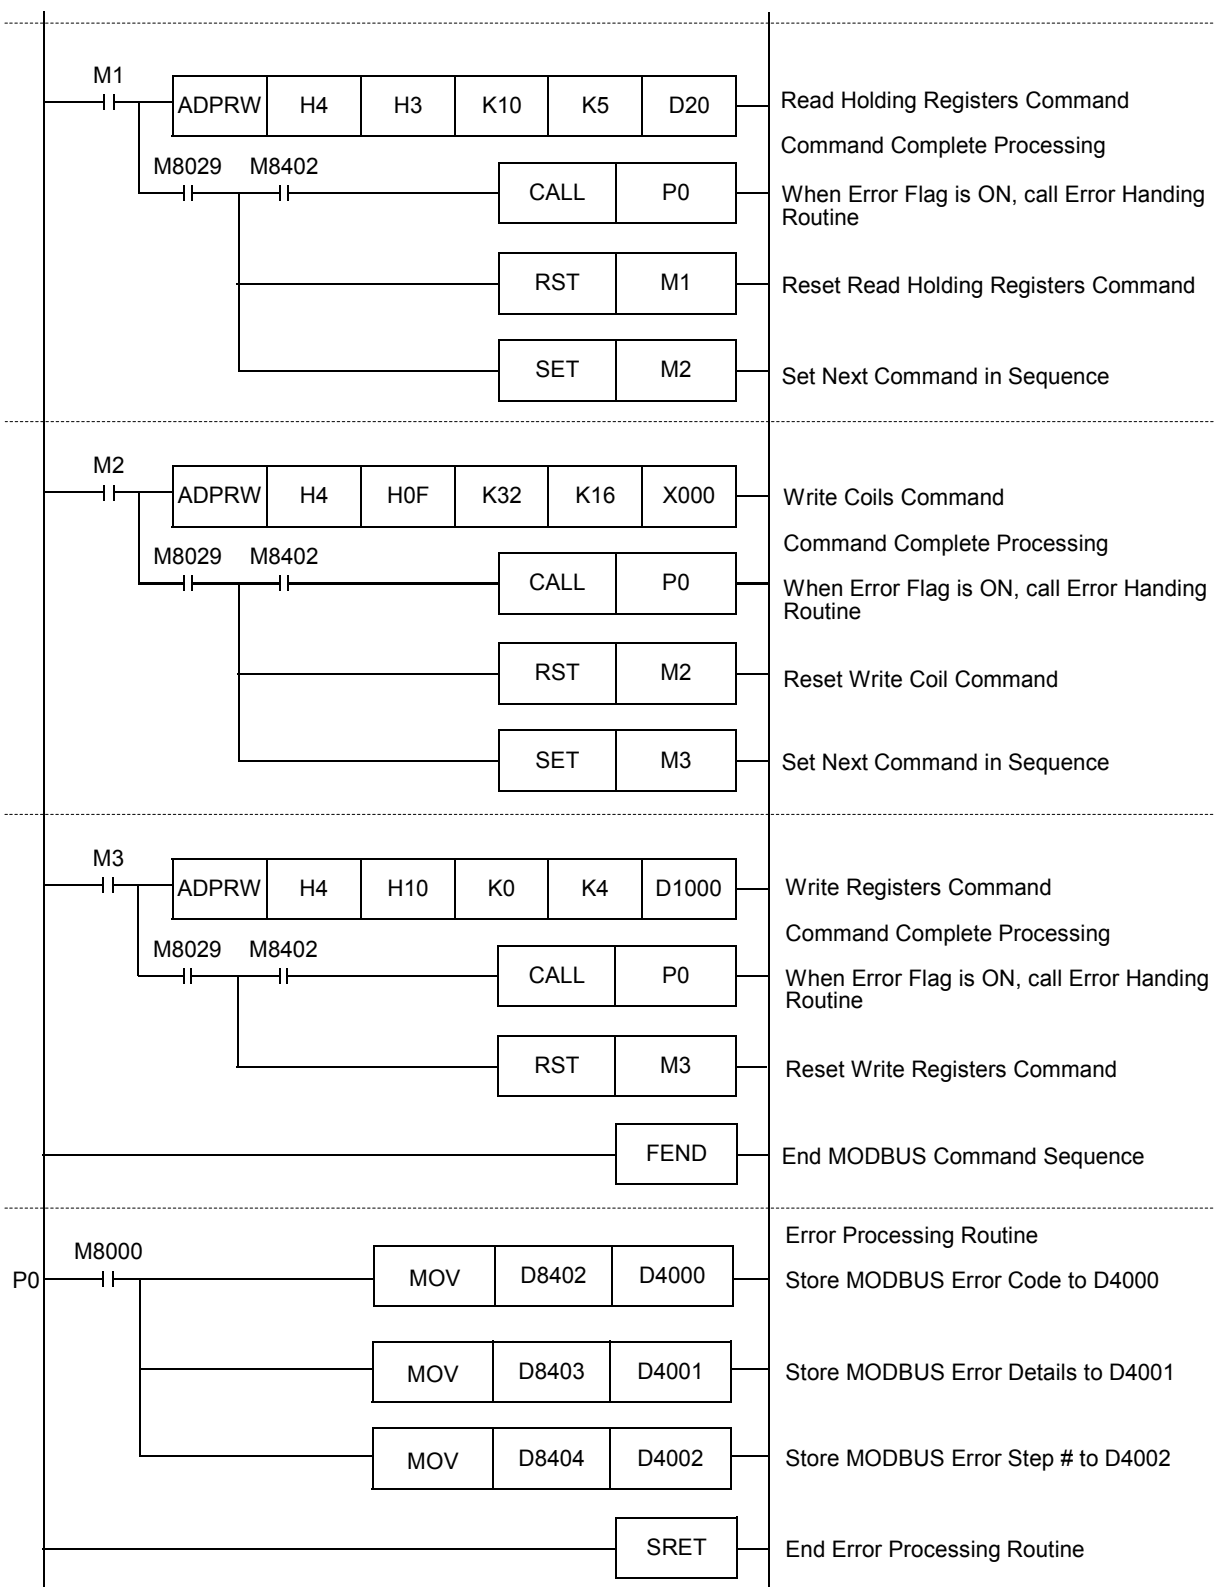 M1
ADPRW H4 H3 K10 K5 D20
Read Holding Registers Command
Command Complete Processing
M8029 M8402
CALL P0
When Error Flag is ON, call Error Handing
Routine
RST M1
Reset Read Holding Registers Command
SET M2
Set Next Command in Sequence
M2
ADPRW H4 H0F K32 K16 X000
Write Coils Command
Command Complete Processing
M8029 M8402
CALL P0
When Error Flag is ON, call Error Handing
Routine
RST M2
Reset Write Coil Command
SET M3
Set Next Command in Sequence
M3
ADPRW H4 H10 K0 K4 D1000
Write Registers Command
Command Complete Processing
M8029 M8402
CALL P0
When Error Flag is ON, call Error Handing
Routine
RST M3
Reset Write Registers Command
FEND
End MODBUS Command Sequence
Error Processing Routine
M8000
P0
MOV D8402 D4000
Store MODBUS Error Code to D4000
MOV D8403 D4001
Store MODBUS Error Details to D4001
MOV D8404 D4002
Store MODBUS Error Step # to D4002
SRET
End Error Processing Routine